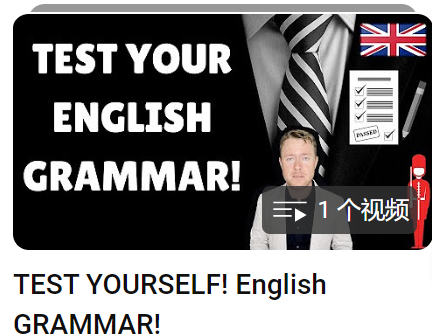 TEST YOUR
ENGLISH
GRAMMAR!
PASSED
1 个视频
TEST YOURSELF! English
GRAMMAR!